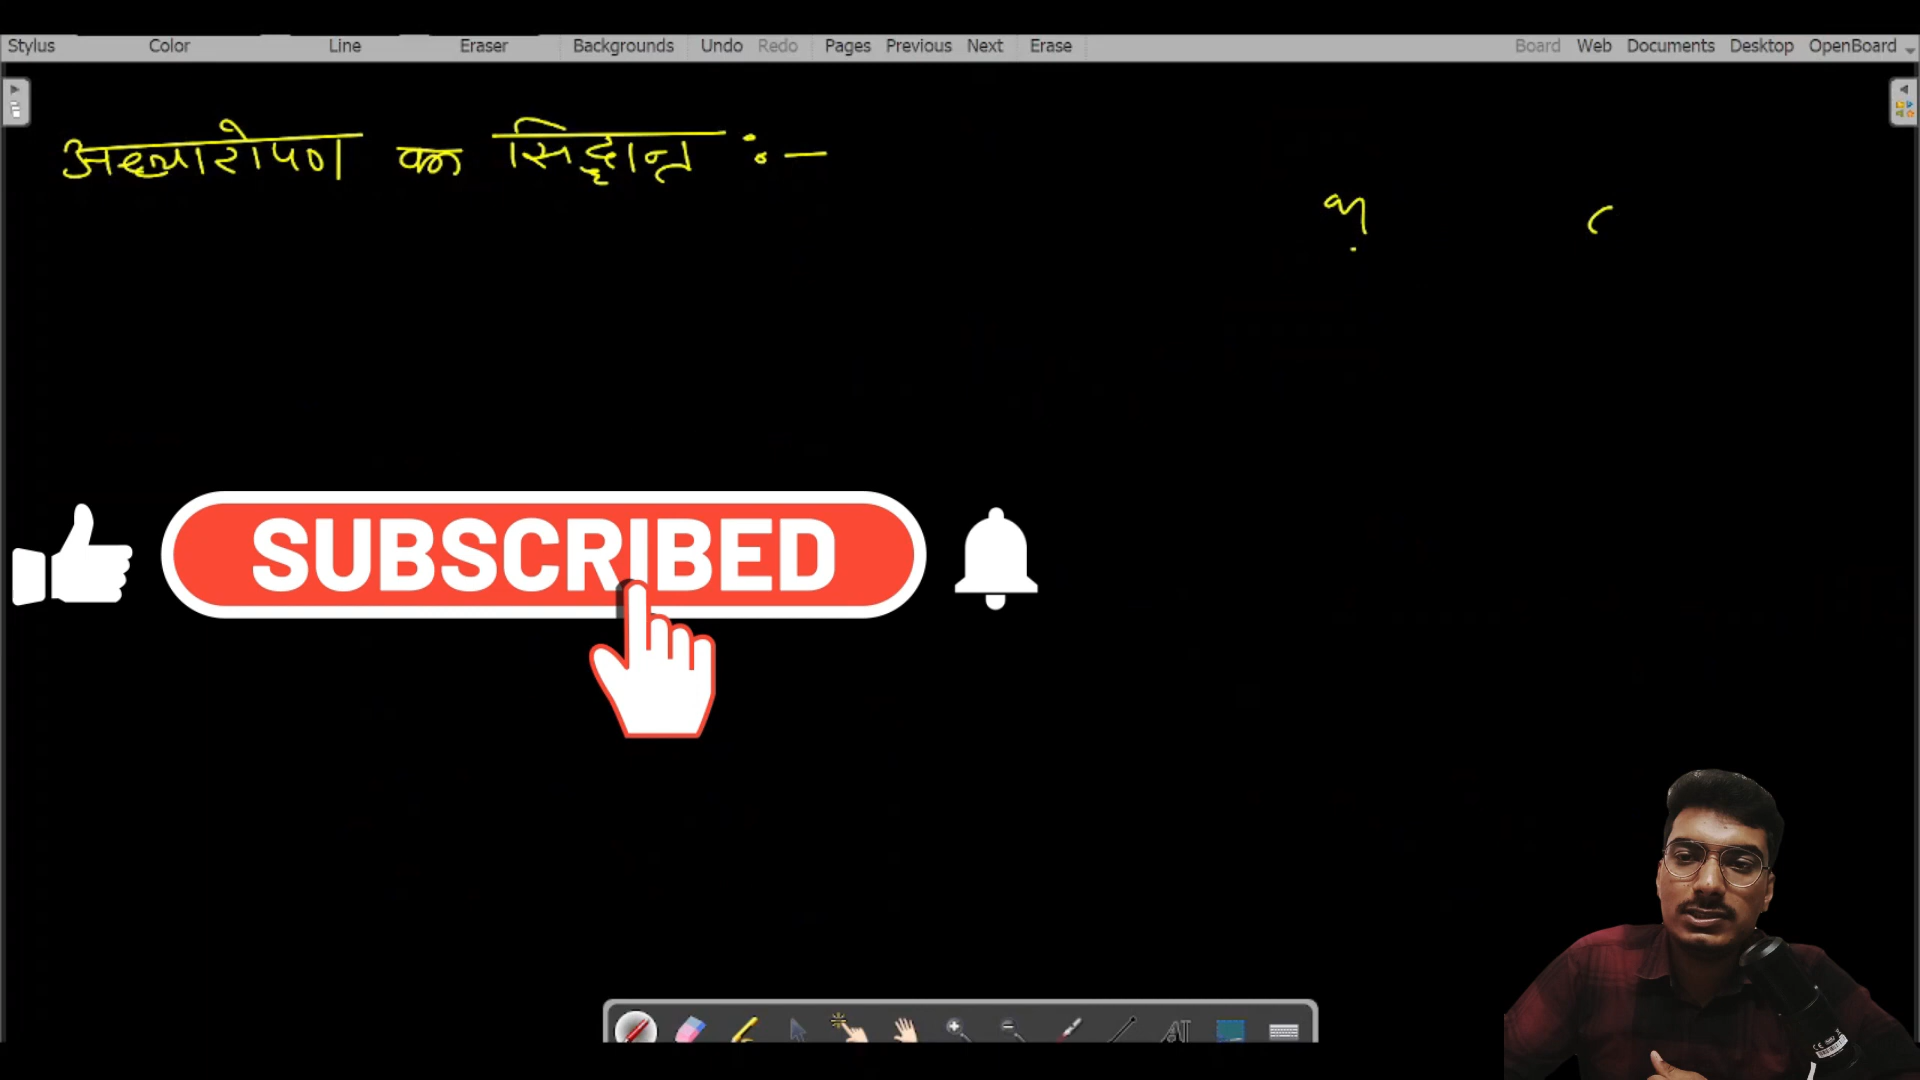 Stylus Color Line Eraser Backgrounds Undo Redo Pages Previous Next Erase Board Web Documents Desktop OpenBoard
अध्यारोपण का सिद्धान्त :-
SUBSCRIBED